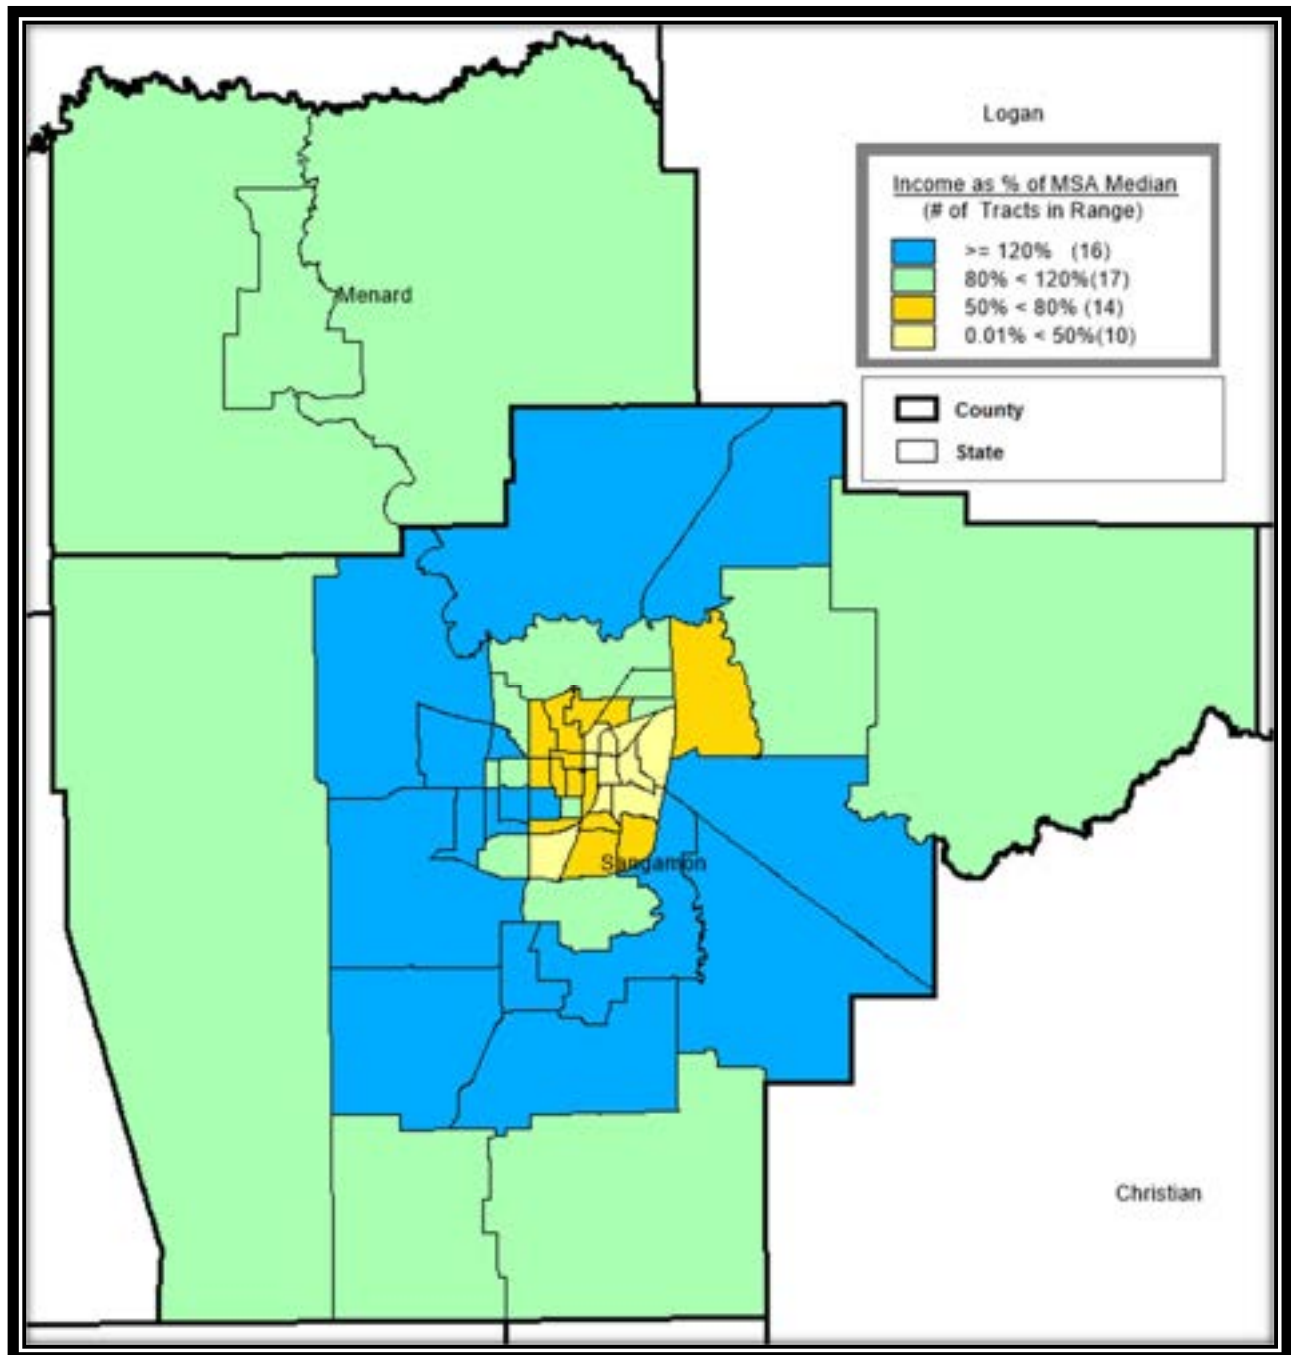 Logan
Income as % of MSA Median
(# of Tracts in Range)
>= 120% (16)
80% < 120%(17)
50% < 80% (14)
0.01% < 50%(10)
Menard
County
State
Sangamon
Christian